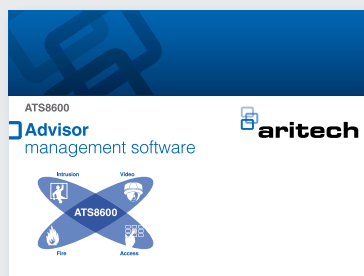 ATS8600
Advisor
management software
aritech
Intrusion
Video
ATS8600
Fire
Access